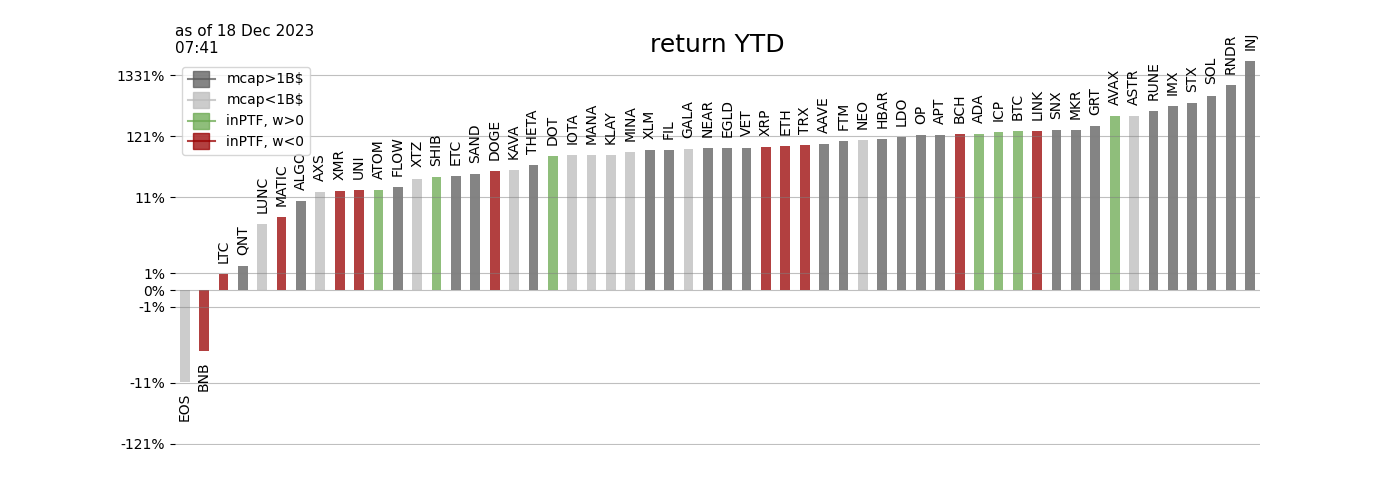 as of 18 Dec 2023
07:41
return YTD
mcap>1B$
mcap<1B$
inPTF, w>0
inPTF, w<0
1331%
121%
11%
1%
0%
-1%
-11%
-121%
EOS
BNB
LTC
QNT
LUNC
MATIC
ALGO
AXS
XMR
UNI
ATOM
FLOW
XTZ
SHIB
ETC
SAND
DOGE
KAVA
THETA
DOT
IOTA
MANA
KLAY
MINA
XLM
FIL
GALA
NEAR
EGLD
VET
XRP
ETH
TRX
AAVE
FTM
NEO
HBAR
LDO
OP
APT
BCH
ADA
ICP
BTC
LINK
SNX
MKR
GRT
AVAX
ASTR
RUNE
IMX
STX
SOL
RNDR
INJ